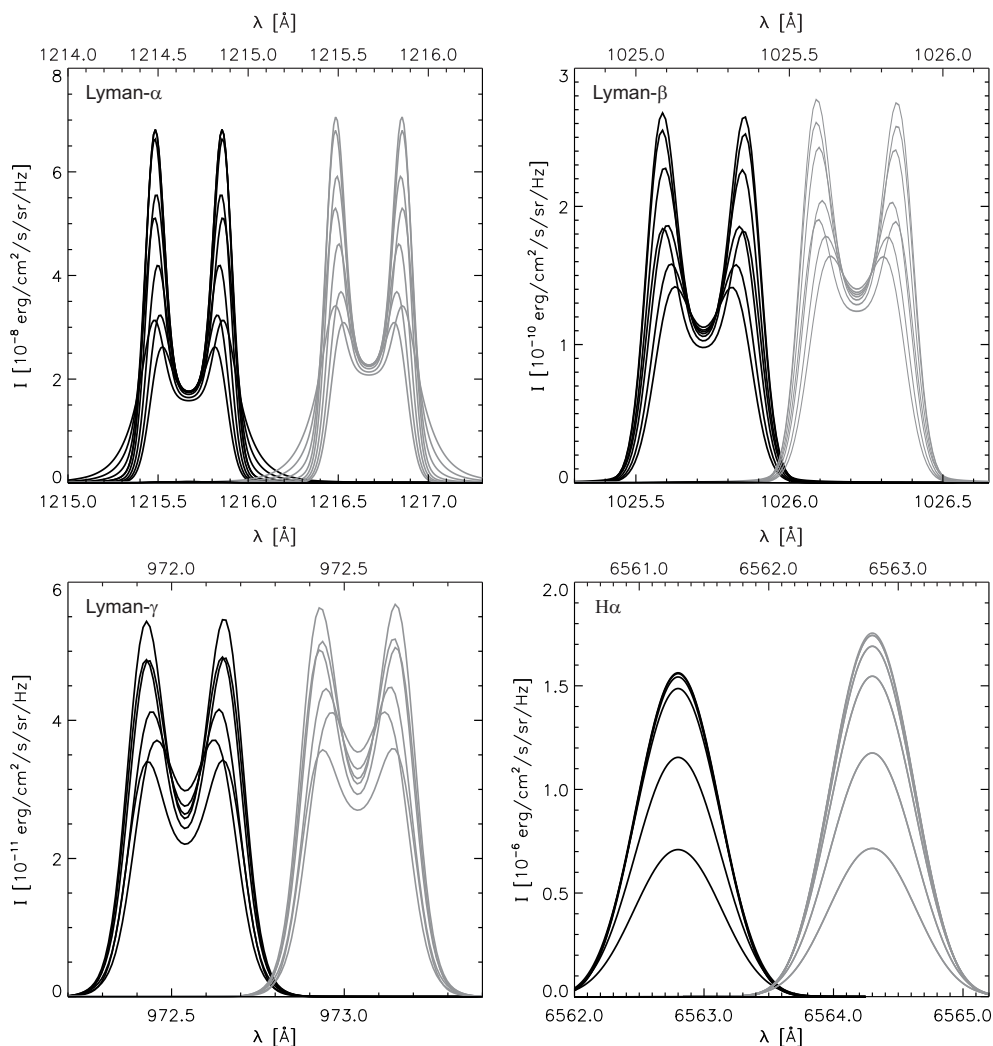 λ [Å]
λ [Å]
1214.0 1214.5 1215.0 1215.5 1216.0
1025.1 1025.6 1026.0
8
6
4
2
0
I [10⁻⁸ erg/cm²/s/sr/Hz]
Lyman-α
3
2
1
0
I [10⁻¹⁰ erg/cm²/s/sr/Hz]
Lyman-β
1215.0 1215.5 1216.0 1216.5 1217.0
1025.5 1026.0 1026.5
λ [Å]
λ [Å]
λ [Å]
λ [Å]
972.0 972.5
6561.3 6562.0 6563.0
6
4
2
0
I [10⁻¹¹ erg/cm²/s/sr/Hz]
Lyman-γ
2.0
1.5
1.0
0.5
0.0
I [10⁻⁶ erg/cm²/s/sr/Hz]
Hα
972.5 973.0
6562.0 6563.0 6564.0 6565.0
λ [Å]
λ [Å]